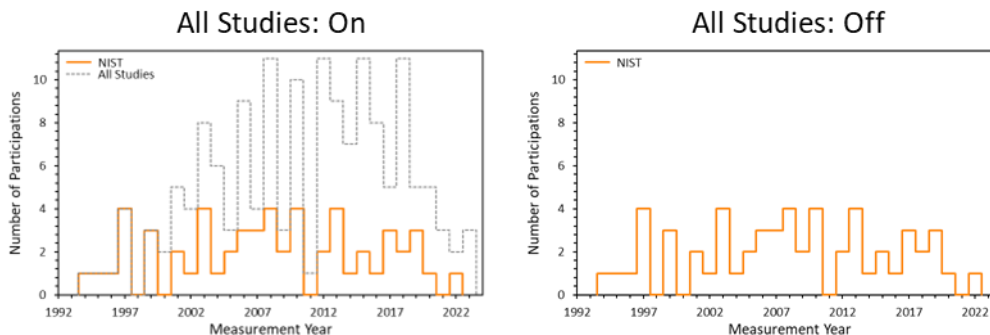 All Studies: On
NIST
All Studies
Number of Participations
10
8
6
4
2
0
1992 1997 2002 2007 2012 2017 2022
Measurement Year
All Studies: Off
NIST
Number of Participations
10
8
6
4
2
0
1992 1997 2002 2007 2012 2017 2022
Measurement Year